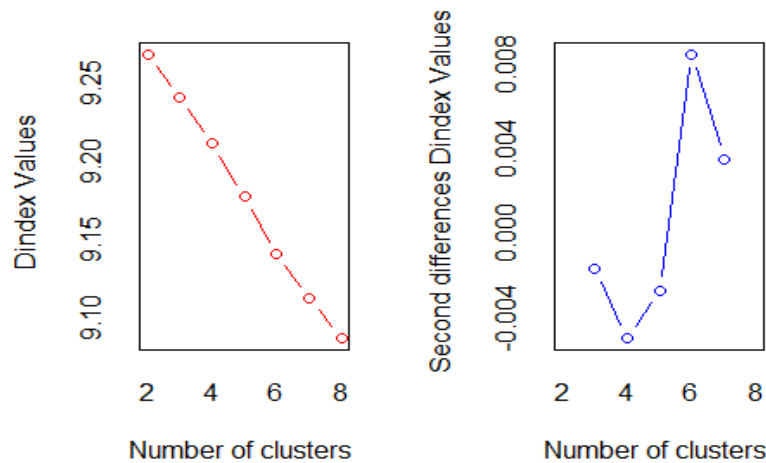 Dindex Values
9.25
9.20
9.15
9.10
2 4 6 8
Number of clusters
Second differences Dindex Values
0.008
0.004
0.000
-0.004
2 4 6 8
Number of clusters